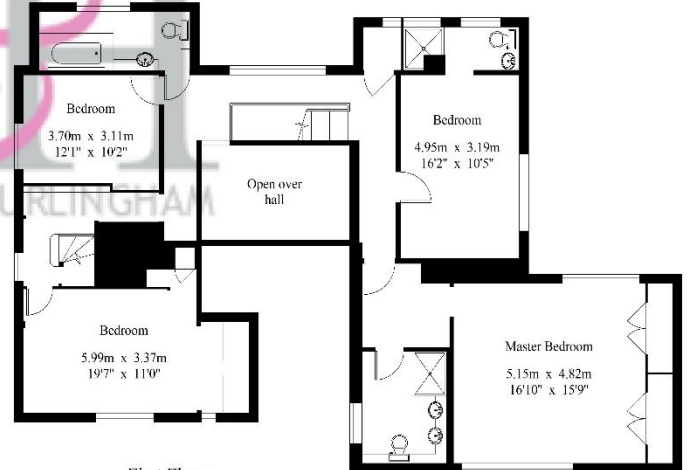 Bedroom
3.70m x 3.11m
12'1" x 10'2"
Bedroom
4.95m x 3.19m
16'2" x 10'5"
Open over
hall
URLINGHAM
Bedroom
5.99m x 3.37m
19'7" x 11'0"
Master Bedroom
5.15m x 4.82m
16'10" x 15'9"